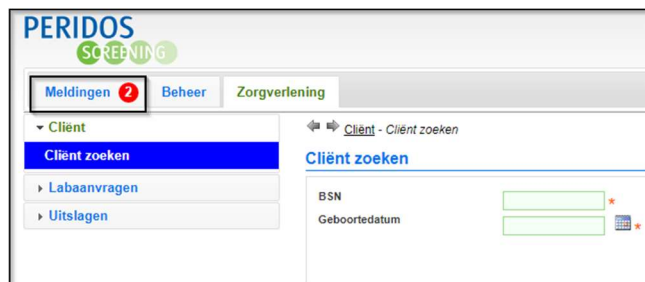 PERIDOS
SCREENING
Meldingen 2 Beheer Zorgverlening
Cliënt
Cliënt zoeken
Labaanvragen
Uitslagen
Cliënt - Cliënt zoeken
Cliënt zoeken
BSN *
Geboortedatum *